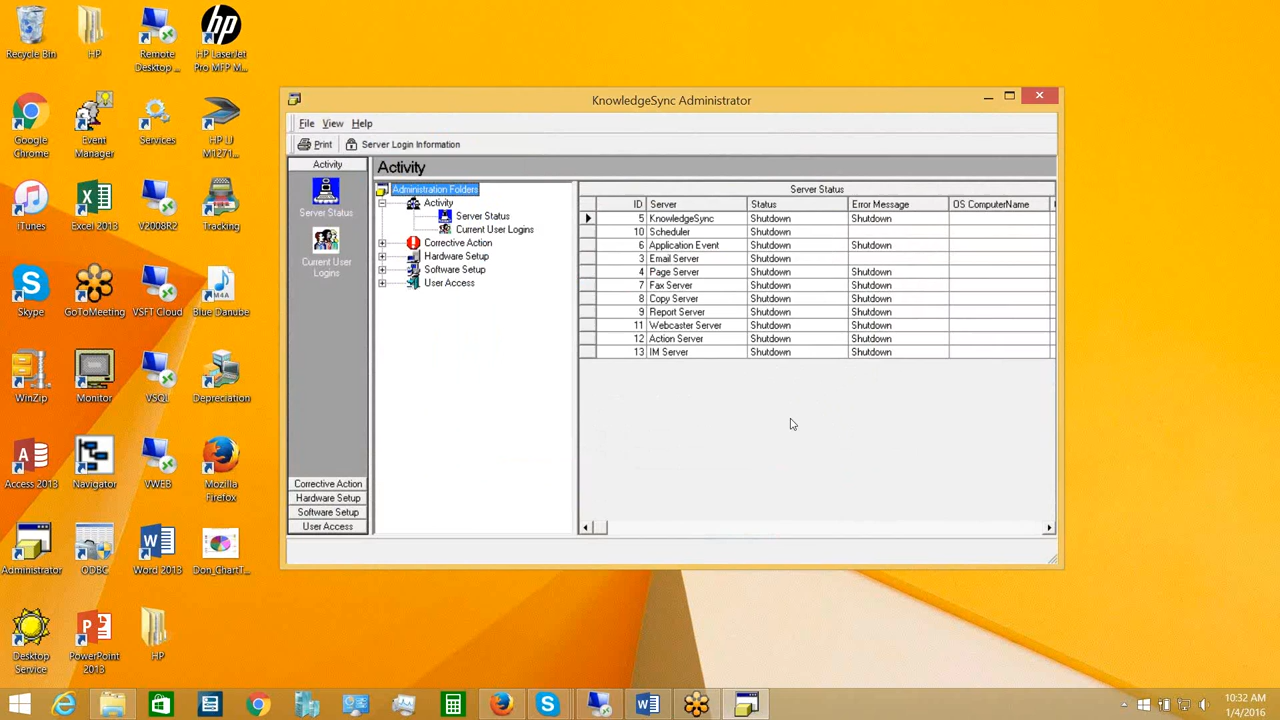 Recycle Bin
HP
Remote
Desktop ...
HP LaserJet
Pro MFP M...
Google
Chrome
Event
Manager
Services
HP LJ
M1271...
iTunes
Excel 2013
V2008R2
Tracking
Skype
GoToMeeting
VSFT Cloud
Blue Danube
WinZip
Monitor
VSQL
Depreciation
Access 2013
Navigator
VWEB
Mozilla
Firefox
Administrator
ODBC
Word 2013
Don_ChartT...
Desktop
Service
PowerPoint
2013
HP
KnowledgeSync Administrator
File View Help
Print Server Login Information
Activity
Server Status
Current User
Logins
Corrective Action
Hardware Setup
Software Setup
User Access
Activity
Administration Folders
Activity
Server Status
Current User Logins
Corrective Action
Hardware Setup
Software Setup
User Access
Server Status
ID Server Status Error Message OS ComputerName
5 KnowledgeSync Shutdown Shutdown
10 Scheduler Shutdown
6 Application Event Shutdown Shutdown
3 Email Server Shutdown
4 Page Server Shutdown Shutdown
7 Fax Server Shutdown Shutdown
8 Copy Server Shutdown Shutdown
9 Report Server Shutdown Shutdown
11 Webcaster Server Shutdown Shutdown
12 Action Server Shutdown Shutdown
13 IM Server Shutdown Shutdown
10:32 AM
1/4/2016